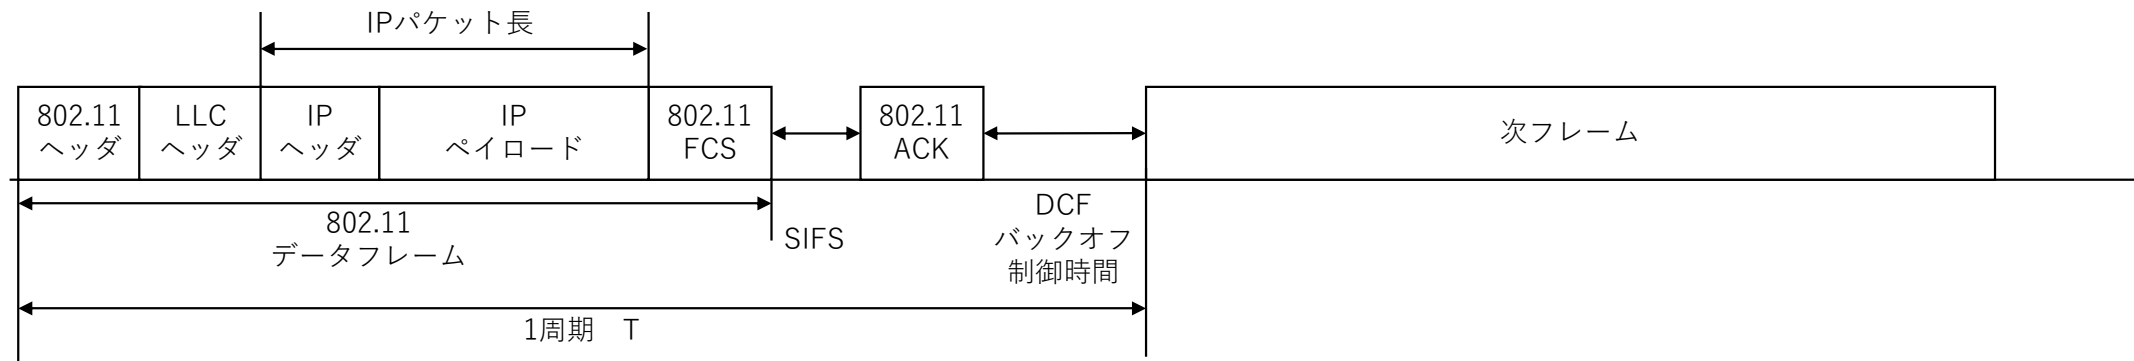 IPパケット長
802.11
ヘッダ
LLC
ヘッダ
IP
ヘッダ
IP
ペイロード
802.11
FCS
802.11
ACK
次フレーム
802.11
データフレーム
SIFS
DCF
バックオフ
制御時間
1周期　T